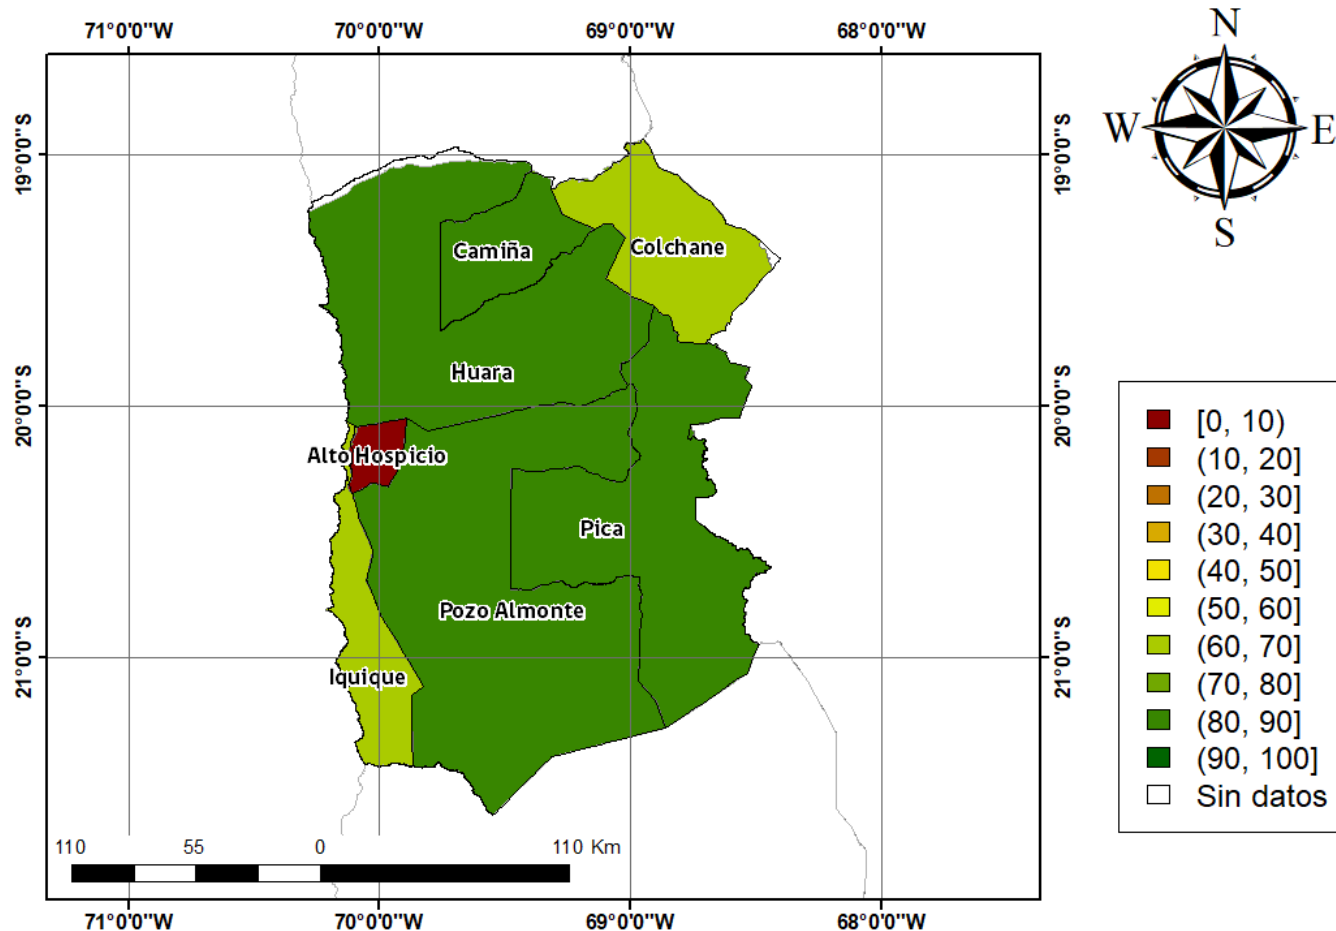 71°0'0"W 70°0'0"W 69°0'0"W 68°0'0"W
N
W E
S
19°0'0"S 19°0'0"S
Camiña
Colchane
Huara
20°0'0"S 20°0'0"S
Alto Hospicio
Pica
Pozo Almonte
21°0'0"S 21°0'0"S
Iquique
110 55 0 110 Km
71°0'0"W 70°0'0"W 69°0'0"W 68°0'0"W
[0, 10)
(10, 20]
(20, 30]
(30, 40]
(40, 50]
(50, 60]
(60, 70]
(70, 80]
(80, 90]
(90, 100]
Sin datos